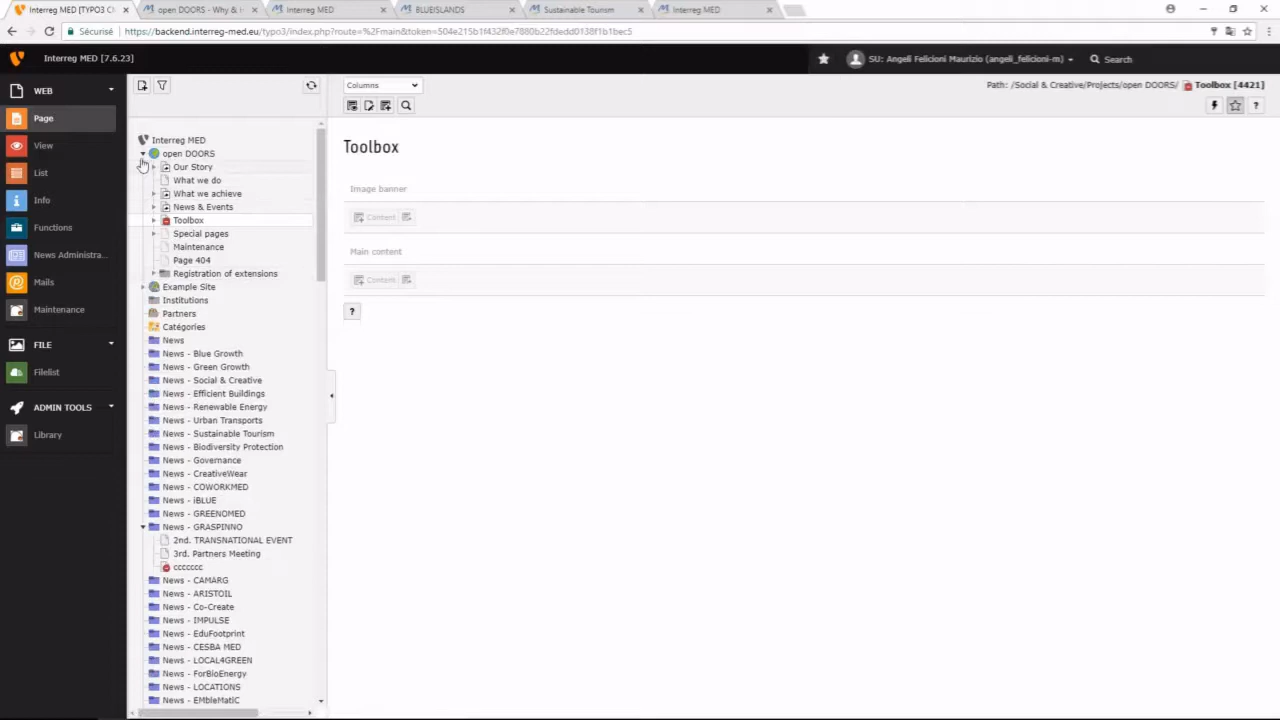 Interreg MED [TYPO3 C
open DOORS - Why & H
Interreg MED
BLUEISLANDS
Sustainable Tourism
Interreg MED
Sécurisé
https://backend.interreg-med.eu/typo3/index.php?route=%2Fmain&token=504e215b1f432f0e7880b22fdedd0138f1b1bec5
Interreg MED [7.6.23]
SU: Angeli Felicioni Maurizio (angeli_felicioni-m)
Search
WEB
Page
View
List
Info
Functions
News Administra...
Mails
Maintenance
FILE
Filelist
ADMIN TOOLS
Library
Interreg MED
open DOORS
Our Story
What we do
What we achieve
News & Events
Toolbox
Special pages
Maintenance
Page 404
Registration of extensions
Example Site
Institutions
Partners
Catégories
News
News - Blue Growth
News - Green Growth
News - Social & Creative
News - Efficient Buildings
News - Renewable Energy
News - Urban Transports
News - Sustainable Tourism
News - Biodiversity Protection
News - Governance
News - CreativeWear
News - COWORKMED
News - iBLUE
News - GREENOMED
News - GRASPINNO
2nd. TRANSNATIONAL EVENT
3rd. Partners Meeting
ccccccc
News - CAMARG
News - ARISTOIL
News - Co-Create
News - IMPULSE
News - EduFootprint
News - CESBA MED
News - LOCAL4GREEN
News - ForBioEnergy
News - LOCATIONS
News - EMbleMatiC
Columns
Path: /Social & Creative/Projects/open DOORS/ Toolbox [4421]
?
Toolbox
Image banner
Content
Main content
Content
?